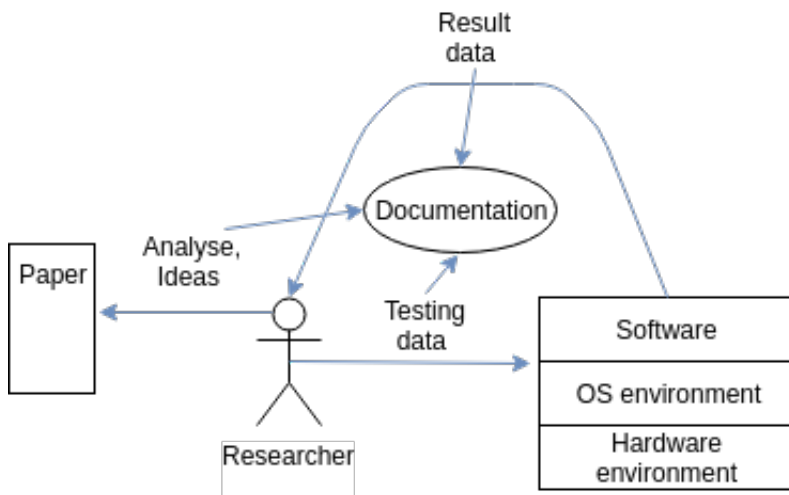 Result
data
Documentation
Analyse,
Ideas
Paper
Testing
data
Software
OS environment
Hardware
environment
Researcher